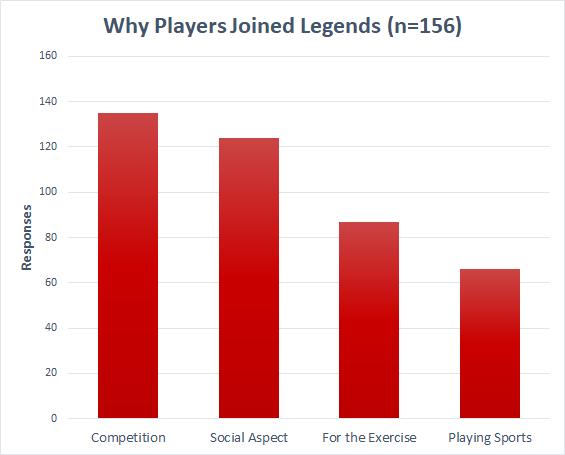 Why Players Joined Legends (n=156)
160
140
120
100
80
60
40
20
0
Responses
Competition
Social Aspect
For the Exercise
Playing Sports